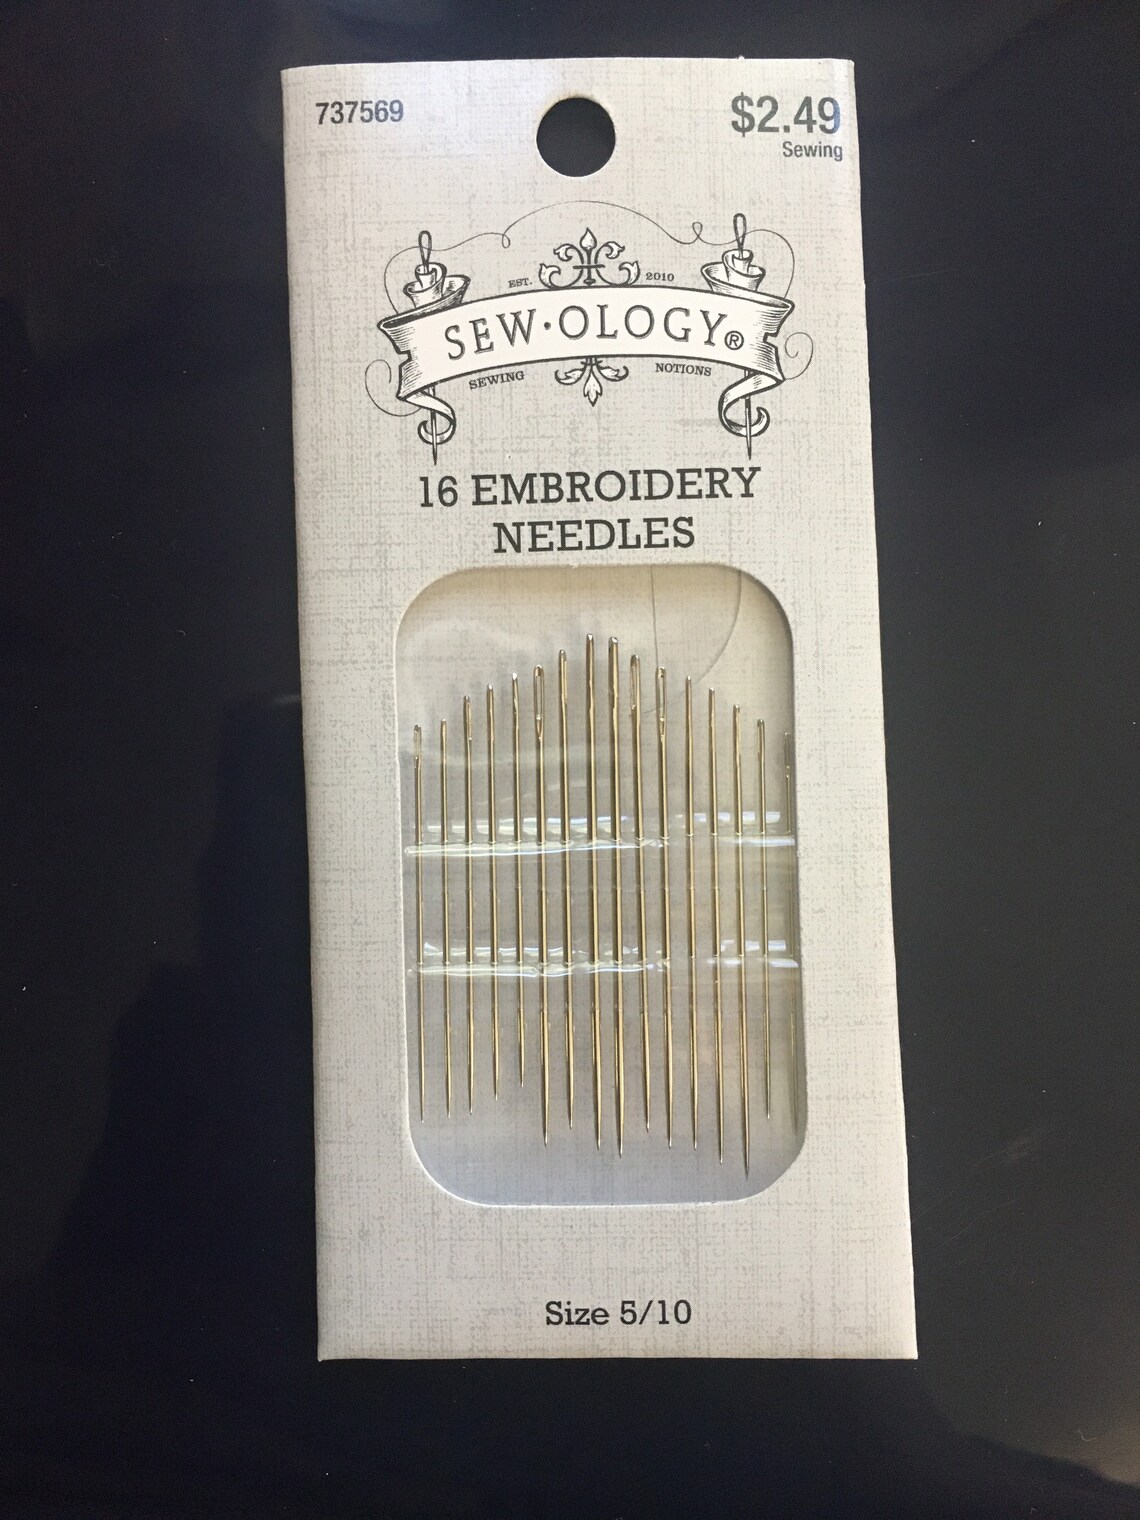 737569
$2.49
Sewing
EST. 2010
SEW·OLOGY®
SEWING NOTIONS
16 EMBROIDERY
NEEDLES
Size 5/10